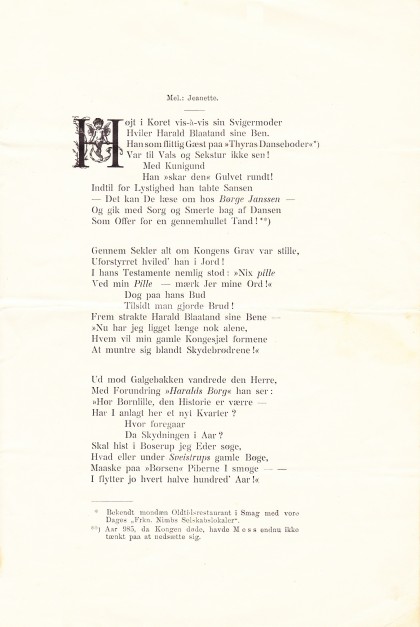 Mel.: Jeanette.
Højt i Koret vis-à-vis sin Svigermoder
Hviler Harald Blaatand sine Ben.
Han som flittig Gæst paa »Thyras Danseboder«*)
Var til Vals og Sekstur ikke sen!
Med Kunigund
Han »skar den« Gulvet rundt!
Indtil for Lystighed han tabte Sansen
— Det kan De læse om hos Børge Janssen —
Og gik med Sorg og Smerte bag af Dansen
Som Offer for en gennemhullet Tand!**)
Gennem Sekler alt om Kongens Grav var stille,
Uforstyrret hviled' han i Jord!
I hans Testamente nemlig stod: »Nix pille
Ved min Pille — mærk Jer mine Ord!«
Dog paa hans Bud
Tilsidt man gjorde Brud!
Frem strakte Harald Blaatand sine Bene —
»Nu har jeg ligget længe nok alene,
Hvem vil min gamle Kongesjæl formene
At muntre sig blandt Skydebrødrene!«
Ud mod Galgebakken vandrede den Herre,
Med Forundring »Haralds Borg« han ser:
»Hør Børnlille, den Historie er værre —
Har I anlagt her et nyt Kvarter?
Hvor foregaar
Da Skydningen i Aar?
Skal hist i Boserup jeg Eder søge,
Hvad eller under Sveistrups gamle Bøge,
Maaske paa »Børsen« Piberne I smøge — —
I flytter jo hvert halve hundred' Aar!«
* Bekendt mondæn Oldtidsrestaurant i Smag med vore
Dages „Frkn. Nimbs Selskabslokaler“.
**) Aar 985, da Kongen døde, havde Moss endnu ikke
tænkt paa at nedsætte sig.